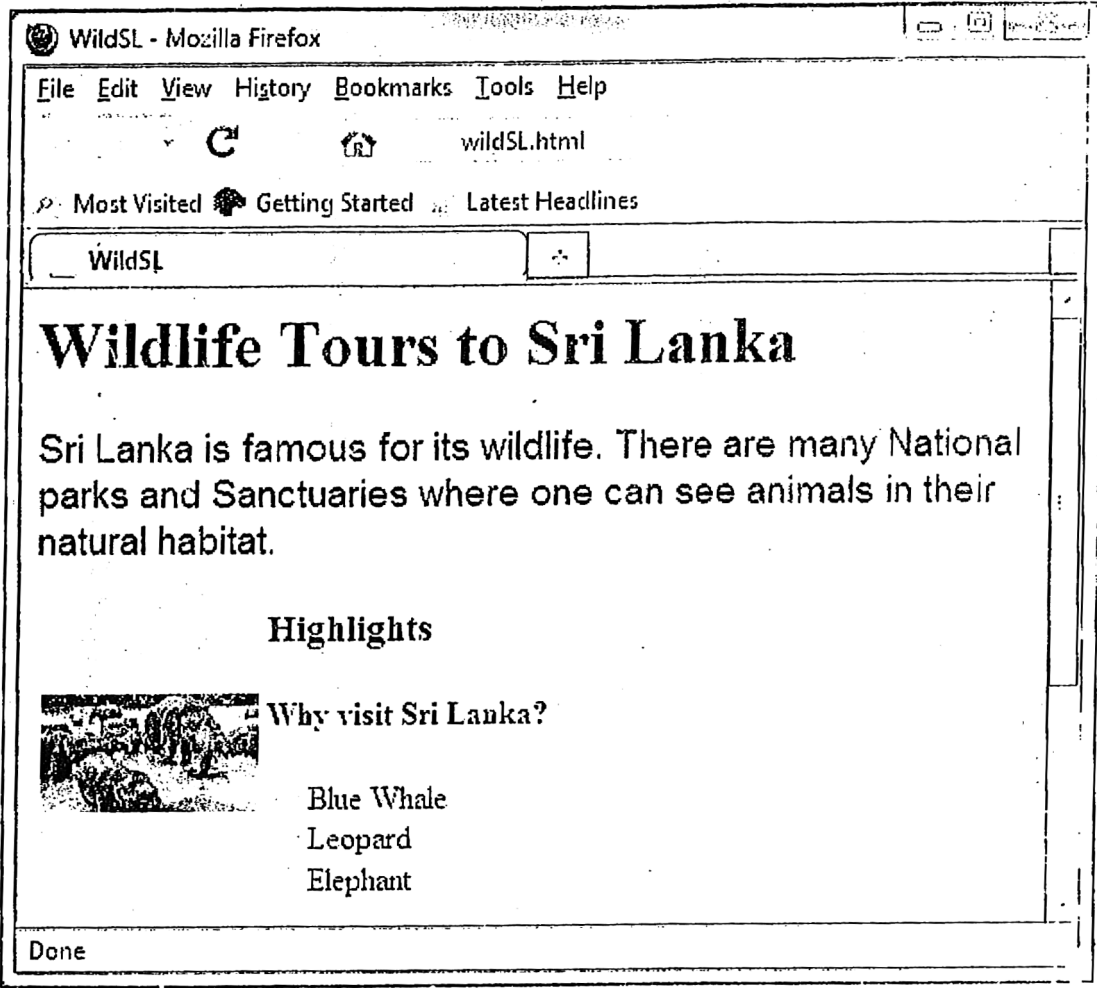 WildSL - Mozilla Firefox
File Edit View History Bookmarks Tools Help
wildSL.html
Most Visited Getting Started Latest Headlines
WildSL
Wildlife Tours to Sri Lanka
Sri Lanka is famous for its wildlife. There are many National
parks and Sanctuaries where one can see animals in their
natural habitat.
Highlights
Why visit Sri Lanka?
Blue Whale
Leopard
Elephant
Done